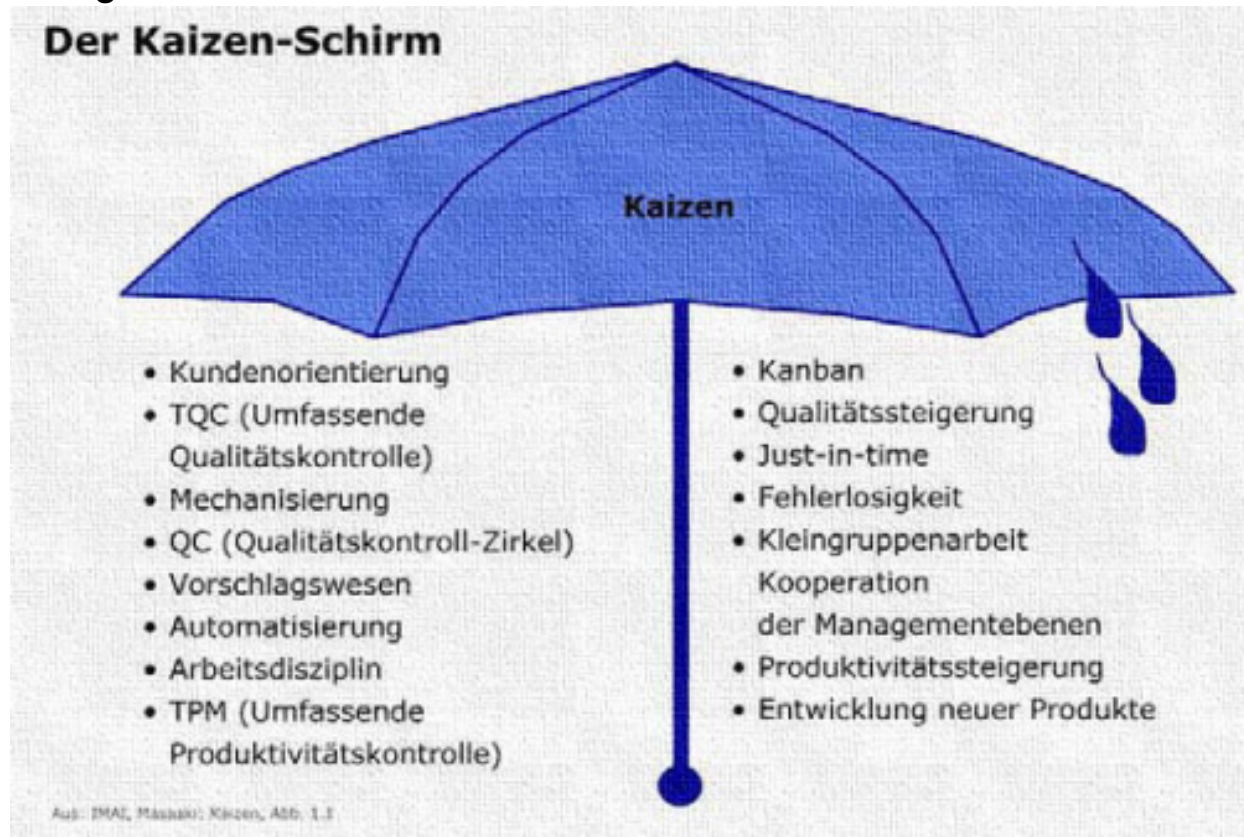 Der Kaizen-Schirm
Kaizen
• Kundenorientierung
• TQC (Umfassende
Qualitätskontrolle)
• Mechanisierung
• QC (Qualitätskontroll-Zirkel)
• Vorschlagswesen
• Automatisierung
• Arbeitsdisziplin
• TPM (Umfassende
Produktivitätskontrolle)
• Kanban
• Qualitätssteigerung
• Just-in-time
• Fehlerlosigkeit
• Kleingruppenarbeit
Kooperation
der Managementebenen
• Produktivitätssteigerung
• Entwicklung neuer Produkte
Aus: IMAI, Masaaki: Kaizen, Abb. 1.1